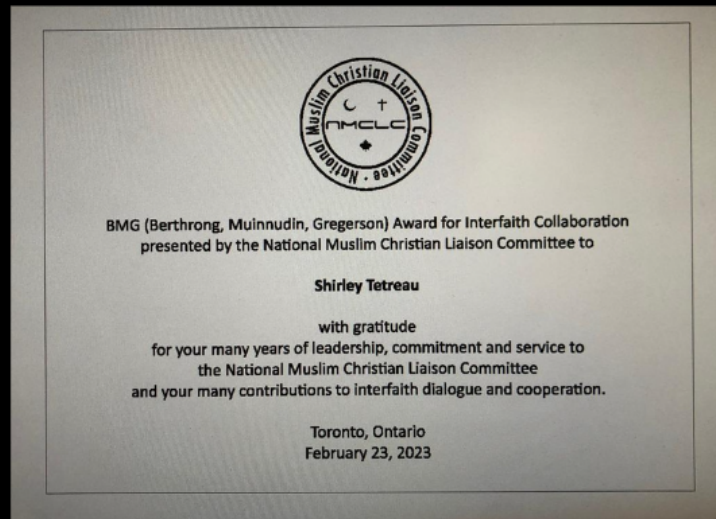 National Muslim Christian Liaison Committee ·
NMCLC
BMG (Berthrong, Muinnudin, Gregerson) Award for Interfaith Collaboration
presented by the National Muslim Christian Liaison Committee to
Shirley Tetreau
with gratitude
for your many years of leadership, commitment and service to
the National Muslim Christian Liaison Committee
and your many contributions to interfaith dialogue and cooperation.
Toronto, Ontario
February 23, 2023